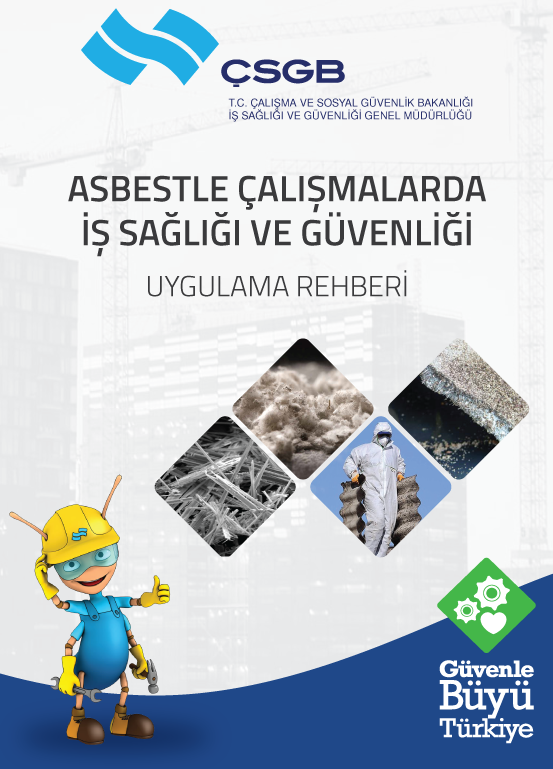 ÇSGB
T.C. ÇALIŞMA VE SOSYAL GÜVENLİK BAKANLIĞI
İŞ SAĞLIĞI VE GÜVENLİĞİ GENEL MÜDÜRLÜĞÜ
ASBESTLE ÇALIŞMALARDA
İŞ SAĞLIĞI VE GÜVENLİĞİ
UYGULAMA REHBERİ
Güvenle
Büyü
Türkiye